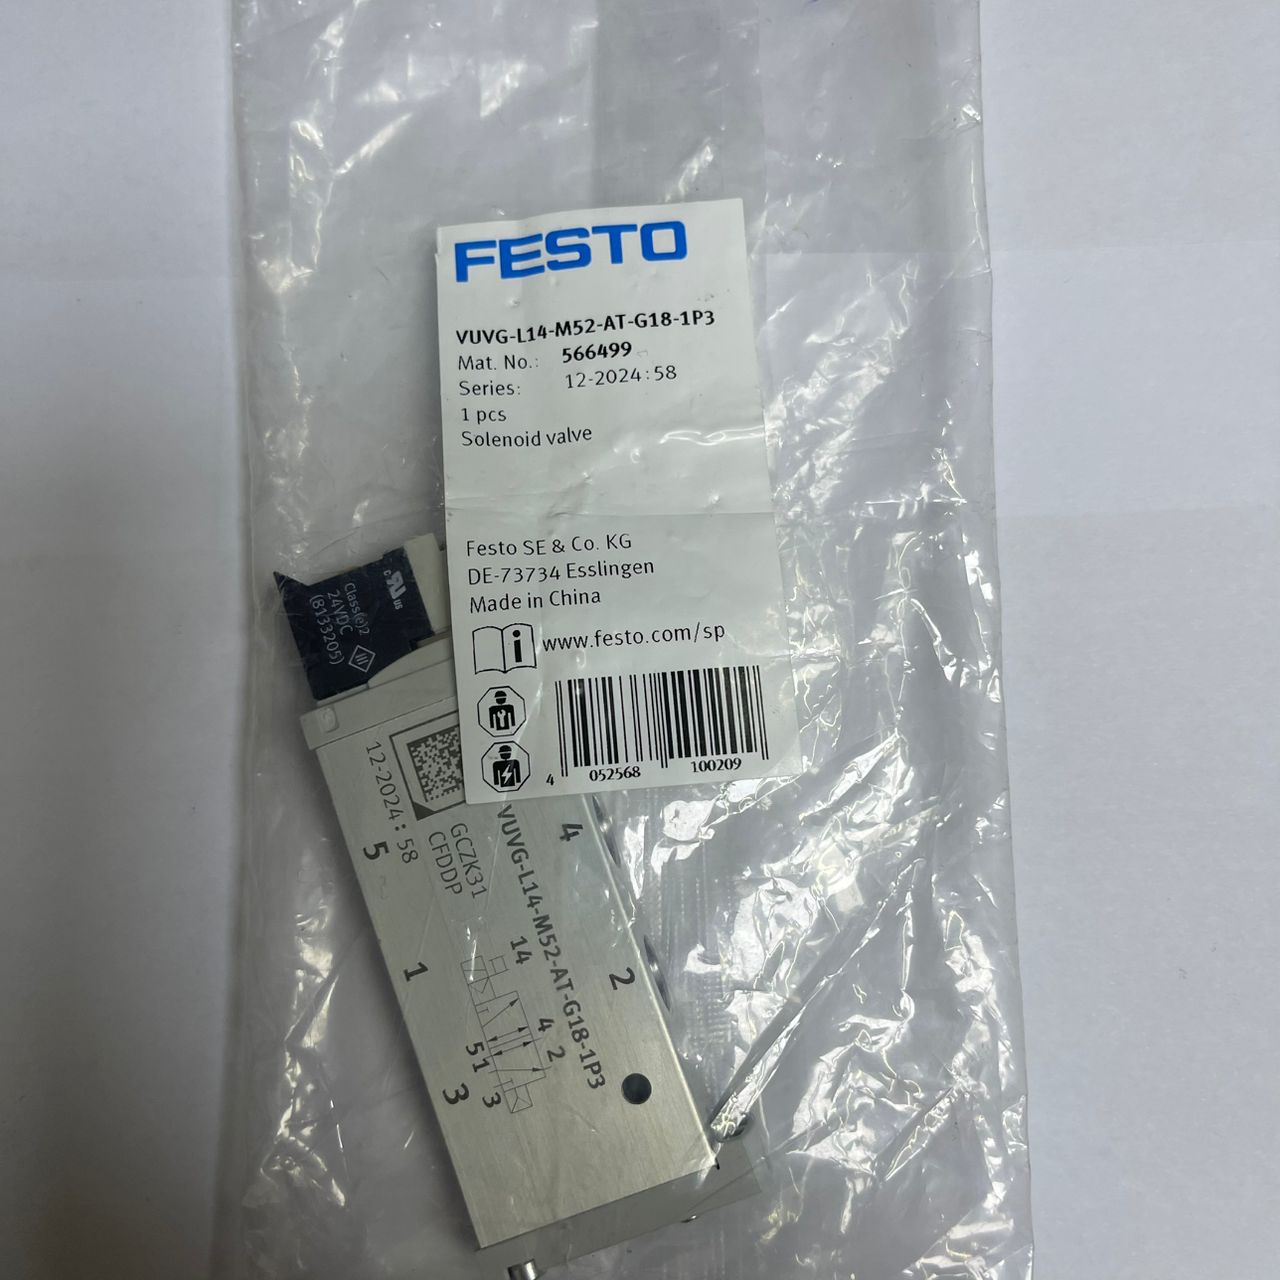 FESTO
VUVG-L14-M52-AT-G18-1P3
Mat. No.: 566499
Series: 12-2024:58
1 pcs
Solenoid valve
Festo SE & Co. KG
DE-73734 Esslingen
Made in China
i www.festo.com/sp
4 052568 100209
c US
Class(e)2
24VDC
(8133205)
12-2024:58
GCZK31
CFDDP
VUVG-L14-M52-AT-G18-1P3
5
4
1
2
3
14
4 2
5 1 3